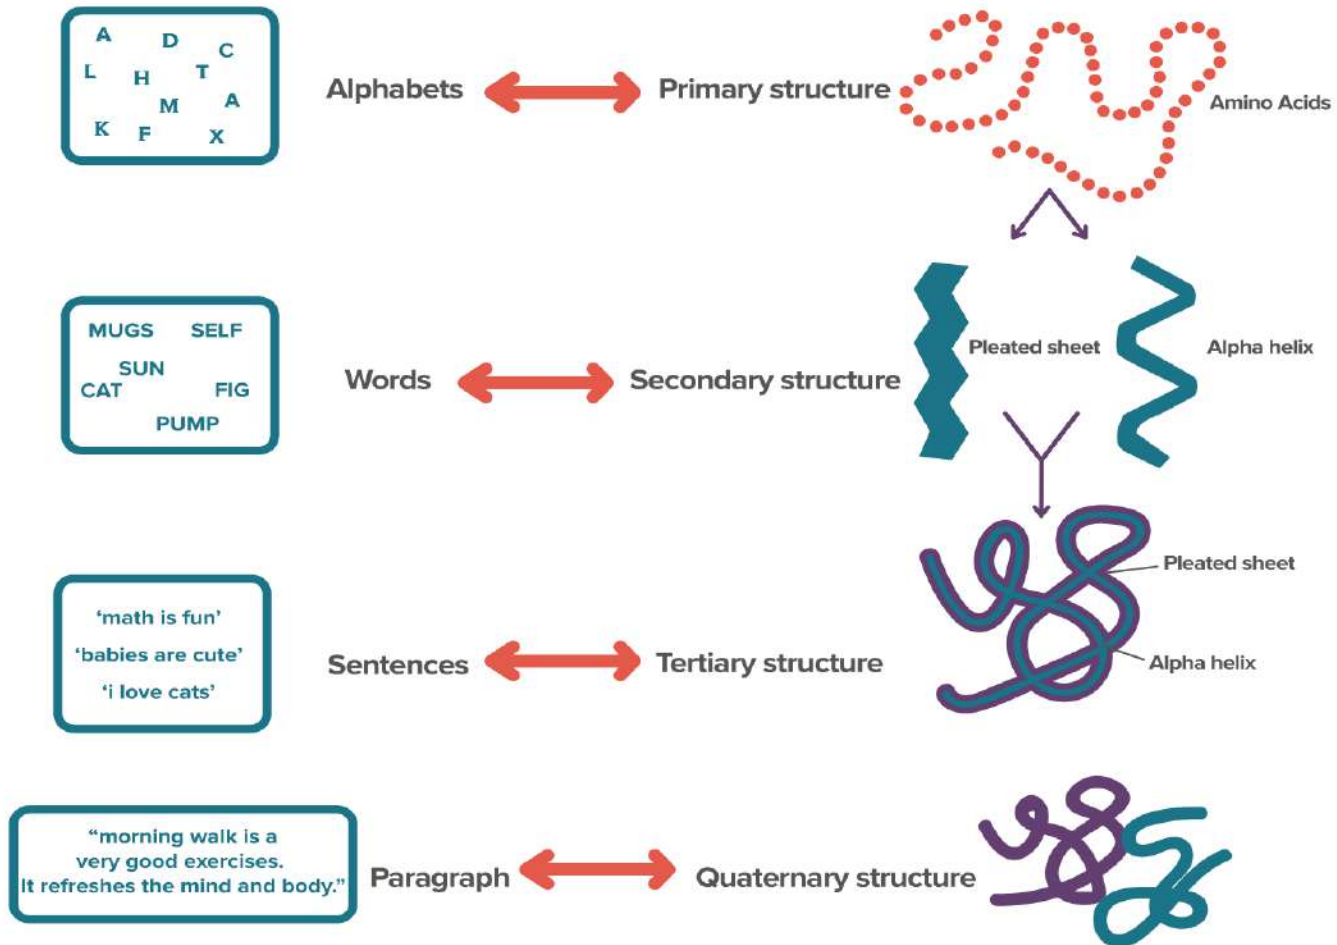 A D C
L H T
M A
K F X
Alphabets
Primary structure
Amino Acids
MUGS SELF
SUN
CAT FIG
PUMP
Words
Secondary structure
Pleated sheet
Alpha helix
‘math is fun’
‘babies are cute’
‘i love cats’
Sentences
Tertiary structure
Pleated sheet
Alpha helix
“morning walk is a
very good exercises.
It refreshes the mind and body.”
Paragraph
Quaternary structure